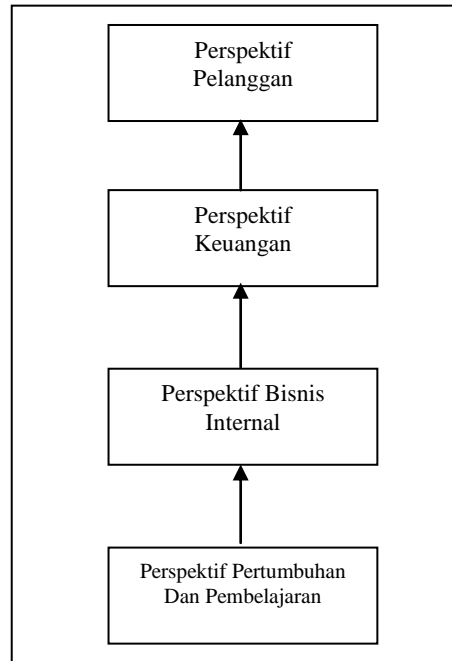 Perspektif
Pelanggan
Perspektif
Keuangan
Perspektif Bisnis
Internal
Perspektif Pertumbuhan
Dan Pembelajaran